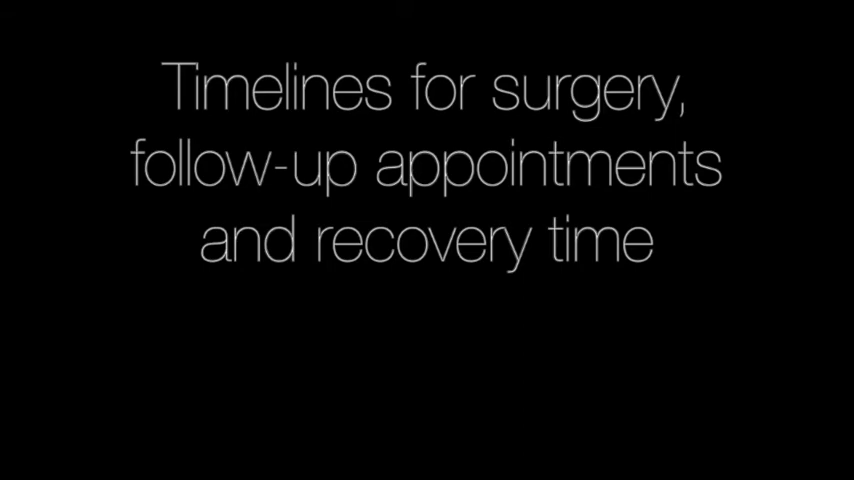 Timelines for surgery,
follow-up appointments
and recovery time